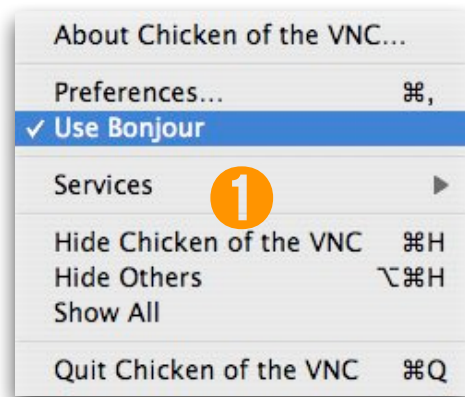 About Chicken of the VNC...
Preferences... ⌘,
✓ Use Bonjour
Services ▶
1
Hide Chicken of the VNC ⌘H
Hide Others ⌥⌘H
Show All
Quit Chicken of the VNC ⌘Q